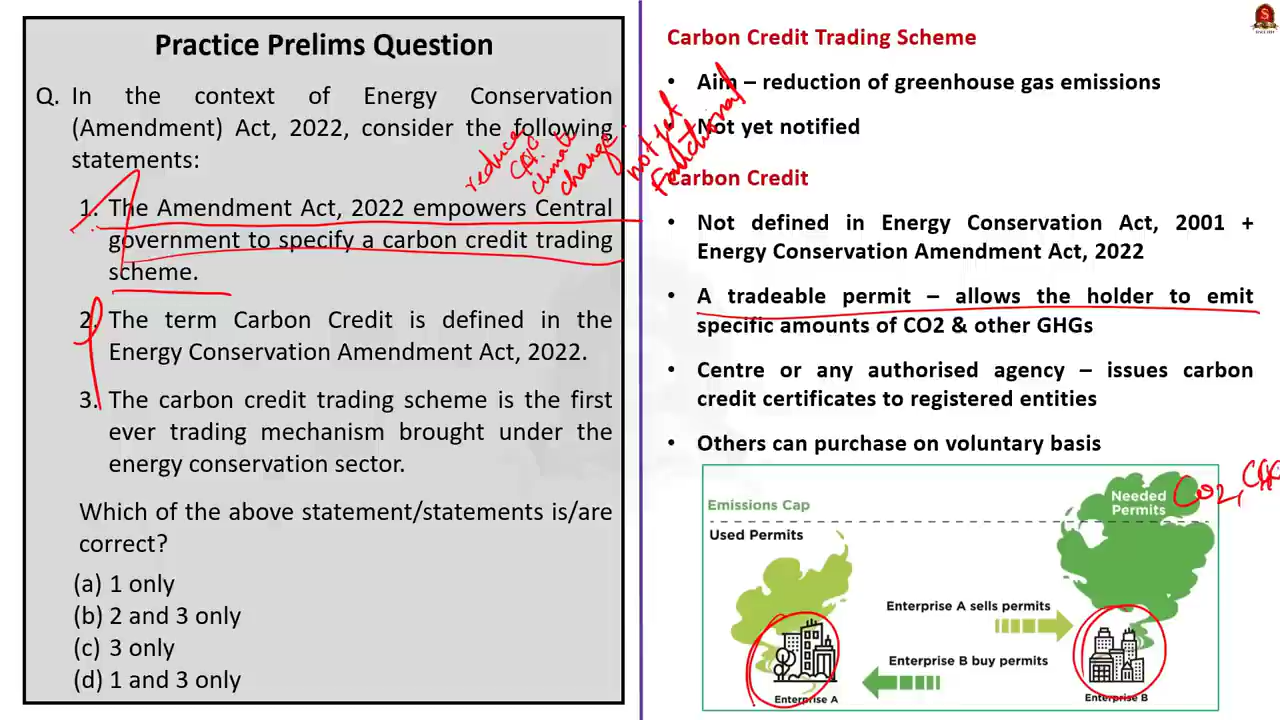 Practice Prelims Question
Q. In the context of Energy Conservation
(Amendment) Act, 2022, consider the following
statements:
reduce
GHG
climate
change
1. The Amendment Act, 2022 empowers Central
government to specify a carbon credit trading
scheme.
2. The term Carbon Credit is defined in the
Energy Conservation Amendment Act, 2022.
3. The carbon credit trading scheme is the first
ever trading mechanism brought under the
energy conservation sector.
Which of the above statement/statements is/are
correct?
(a) 1 only
(b) 2 and 3 only
(c) 3 only
(d) 1 and 3 only
Carbon Credit Trading Scheme
• Aim – reduction of greenhouse gas emissions
• Not yet notified
not yet
Functional
Carbon Credit
• Not defined in Energy Conservation Act, 2001 +
Energy Conservation Amendment Act, 2022
• A tradeable permit – allows the holder to emit
specific amounts of CO2 & other GHGs
• Centre or any authorised agency – issues carbon
credit certificates to registered entities
• Others can purchase on voluntary basis
Emissions Cap
Used Permits
Needed
Permits
CO2,
Enterprise A sells permits
Enterprise B buy permits
Enterprise A
Enterprise B